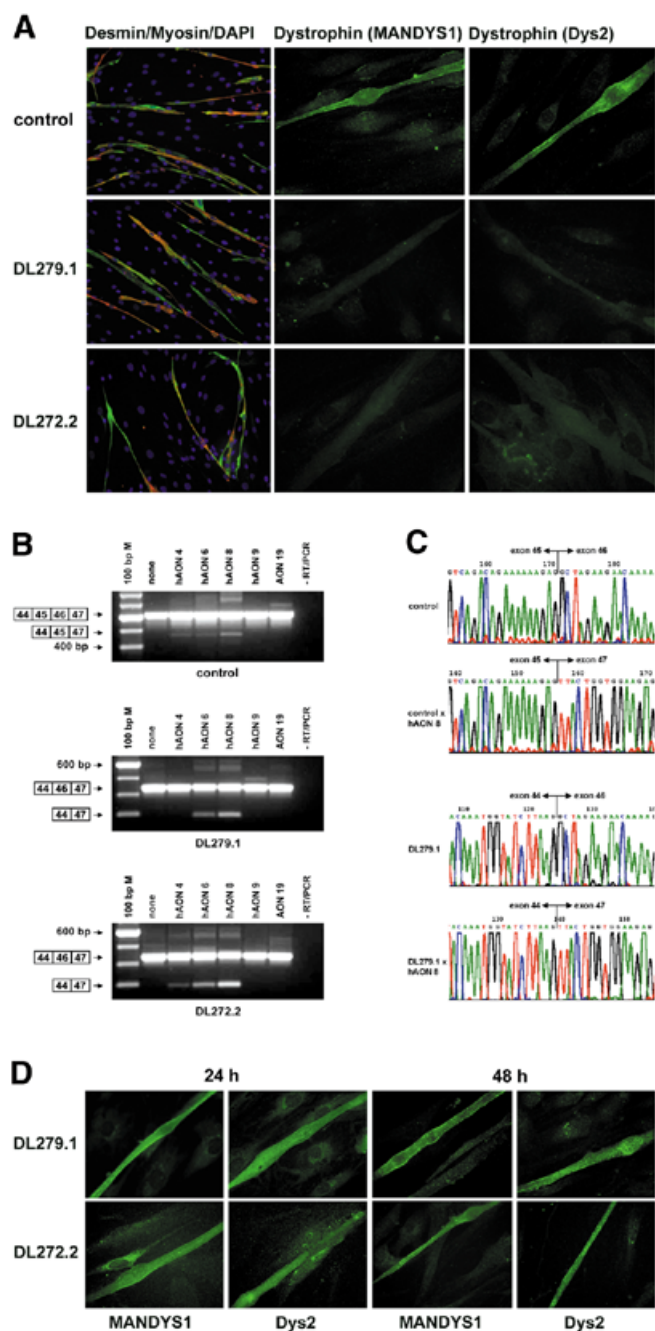 A
Desmin/Myosin/DAPI Dystrophin (MANDYS1) Dystrophin (Dys2)
control
DL279.1
DL272.2
B
100 bp M none hAON 4 hAON 6 hAON 8 hAON 9 AON 19 - RT/PCR
44 45 46 47
44 45 47
400 bp
control
100 bp M none hAON 4 hAON 6 hAON 8 hAON 9 AON 19 - RT/PCR
600 bp
44 46 47
44 47
DL279.1
100 bp M none hAON 4 hAON 6 hAON 8 hAON 9 AON 19 - RT/PCR
600 bp
44 46 47
44 47
DL272.2
C
exon 45 exon 46
control
exon 45 exon 47
140 150 160 170
control x
hAON 8
exon 44 exon 46
DL279.1
exon 44 exon 47
DL279.1 x
D
24 h 48 h
DL279.1
DL272.2
MANDYS1 Dys2 MANDYS1 Dys2